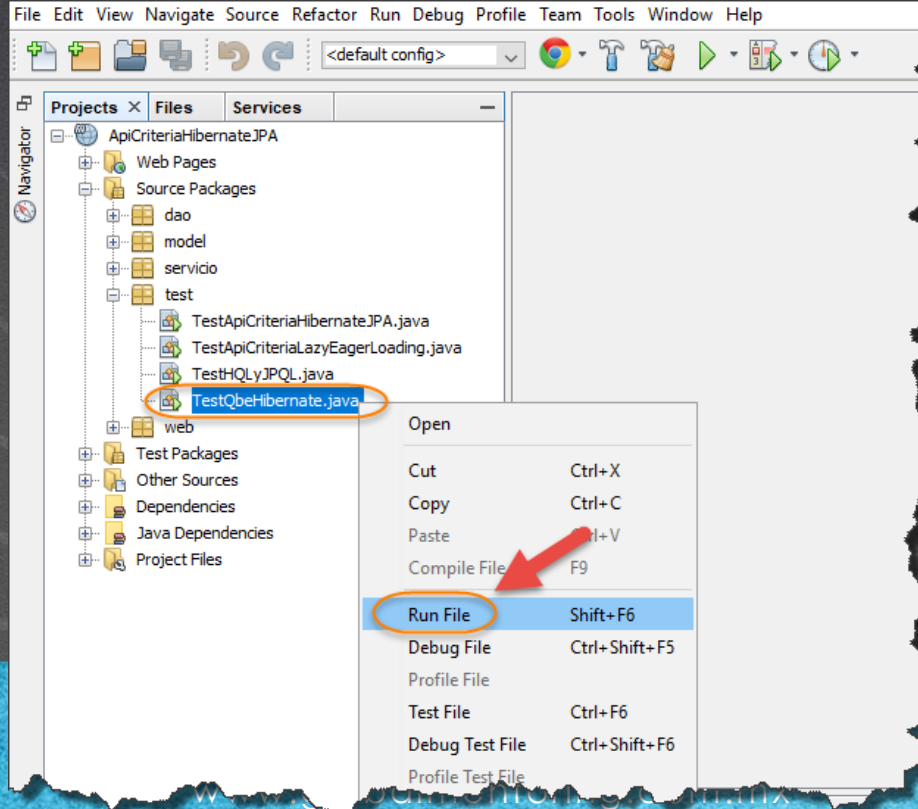 File Edit View Navigate Source Refactor Run Debug Profile Team Tools Window Help
<default config>
Projects Files Services
Navigator
ApiCriteriaHibernateJPA
Web Pages
Source Packages
dao
model
servicio
test
TestApiCriteriaHibernateJPA.java
TestApiCriteriaLazyEagerLoading.java
TestHQLyJPQL.java
TestQbeHibernate.java
web
Test Packages
Other Sources
Dependencies
Java Dependencies
Project Files
Open
Cut Ctrl+X
Copy Ctrl+C
Paste
Compile File F9
Run File Shift+F6
Debug File Ctrl+Shift+F5
Profile File
Test File Ctrl+F6
Debug Test File Ctrl+Shift+F6
Profile Test File